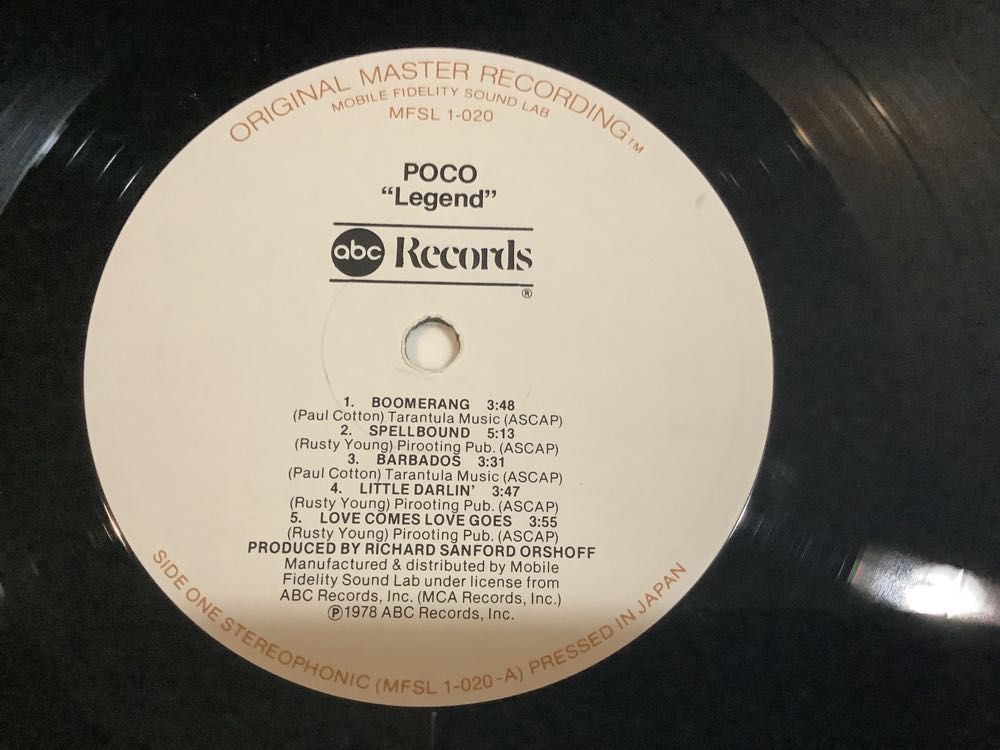 ORIGINAL MASTER RECORDING™
MOBILE FIDELITY SOUND LAB
MFSL 1-020
POCO
“Legend”
abc Records
®
1. BOOMERANG 3:48
(Paul Cotton) Tarantula Music (ASCAP)
2. SPELLBOUND 5:13
(Rusty Young) Pirooting Pub. (ASCAP)
3. BARBADOS 3:31
(Paul Cotton) Tarantula Music (ASCAP)
4. LITTLE DARLIN’ 3:47
(Rusty Young) Pirooting Pub. (ASCAP)
5. LOVE COMES LOVE GOES 3:55
(Rusty Young) Pirooting Pub. (ASCAP)
PRODUCED BY RICHARD SANFORD ORSHOFF
Manufactured & distributed by Mobile
Fidelity Sound Lab under license from
ABC Records, Inc. (MCA Records, Inc.)
℗1978 ABC Records, Inc.
SIDE ONE STEREOPHONIC (MFSL 1-020-A) PRESSED IN JAPAN